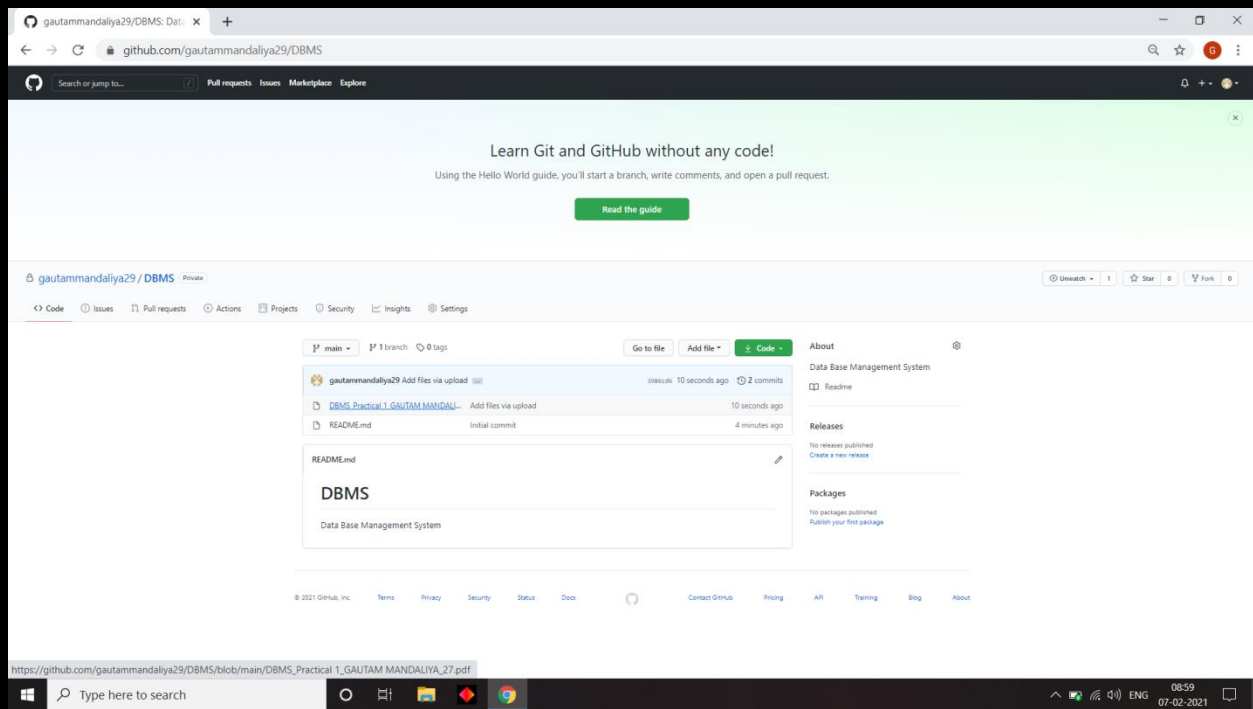 gautammandaliya29/DBMS: Data
github.com/gautammandaliya29/DBMS
G
Search or jump to... / Pull requests Issues Marketplace Explore
Learn Git and GitHub without any code!
Using the Hello World guide, you'll start a branch, write comments, and open a pull request.
Read the guide
gautammandaliya29 / DBMS Private
Unwatch 1 Star 0 Fork 0
<> Code Issues Pull requests Actions Projects Security Insights Settings
main 1 branch 0 tags Go to file Add file Code
About
Data Base Management System
Readme
gautammandaliya29 Add files via upload ... 10 seconds ago 2 commits
DBMS_Practical 1_GAUTAM MANDALI... Add files via upload 10 seconds ago
README.md Initial commit 4 minutes ago
Releases
No releases published
Create a new release
README.md
DBMS
Data Base Management System
Packages
No packages published
Publish your first package
© 2021 GitHub, Inc. Terms Privacy Security Status Docs Contact GitHub Pricing API Training Blog About
https://github.com/gautammandaliya29/DBMS/blob/main/DBMS_Practical 1_GAUTAM MANDALIYA_27.pdf
Type here to search
ENG
08:59
07-02-2021